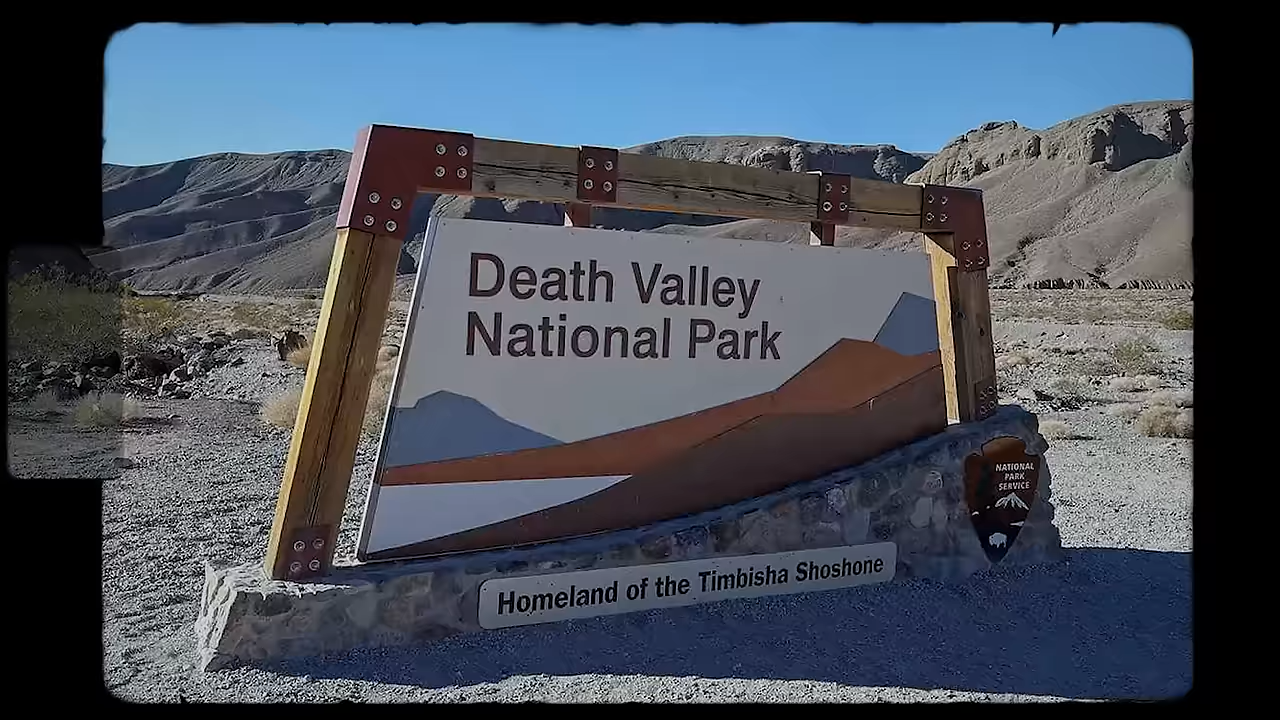 Death Valley
National Park
NATIONAL
PARK
SERVICE
Homeland of the Timbisha Shoshone